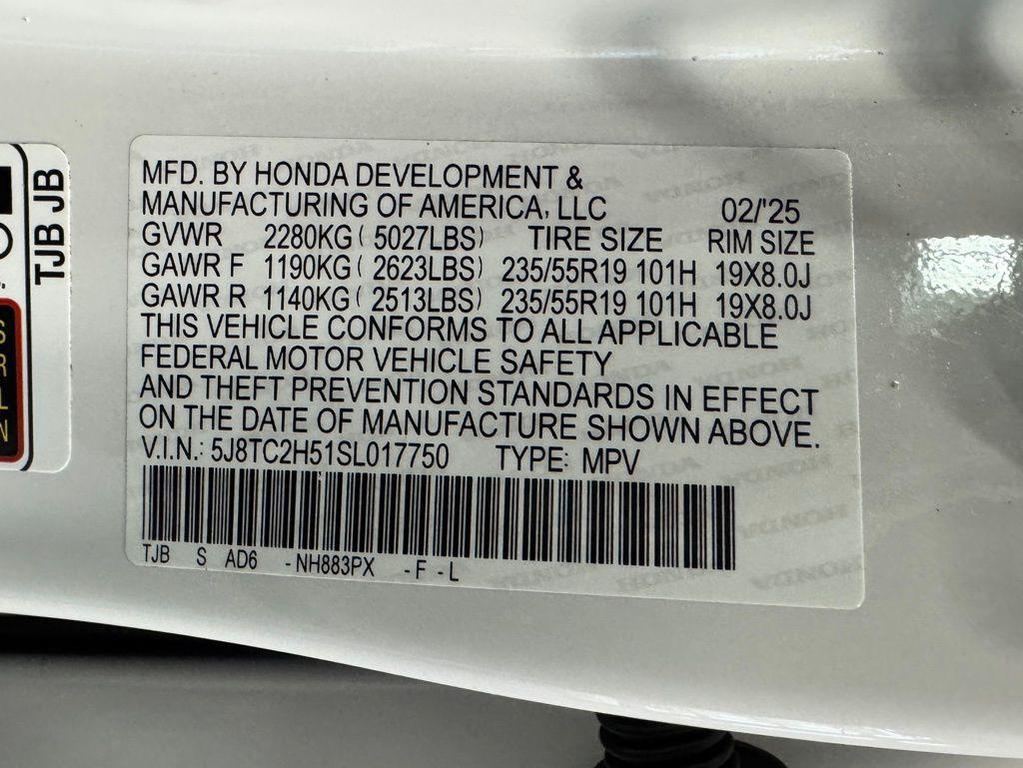 MFD. BY HONDA DEVELOPMENT &
MANUFACTURING OF AMERICA, LLC 02/'25
GVWR 2280KG ( 5027LBS) TIRE SIZE RIM SIZE
GAWR F 1190KG ( 2623LBS) 235/55R19 101H 19X8.0J
GAWR R 1140KG ( 2513LBS) 235/55R19 101H 19X8.0J
THIS VEHICLE CONFORMS TO ALL APPLICABLE
FEDERAL MOTOR VEHICLE SAFETY
AND THEFT PREVENTION STANDARDS IN EFFECT
ON THE DATE OF MANUFACTURE SHOWN ABOVE.
V.I.N.: 5J8TC2H51SL017750 TYPE: MPV
TJB S AD6 -NH883PX -F -L
TJB JB